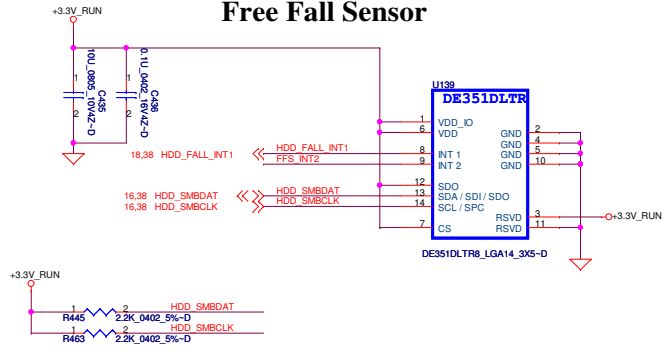 Free Fall Sensor
+3.3V_RUN
1
2
10U_0805_10V4Z~D
C435
1
2
0.1U_0402_16V4Z~D
C436
U139
DE351DLTR
1 VDD_IO
6 VDD
GND 2
GND 4
18,38 HDD_FALL_INT1
HDD_FALL_INT1 8 INT 1
GND 5
FFS_INT2 9 INT 2
GND 10
12 SDO
16,38 HDD_SMBDAT
HDD_SMBDAT 13 SDA / SDI / SDO
16,38 HDD_SMBCLK
HDD_SMBCLK 14 SCL / SPC
RSVD 3
+3.3V_RUN
7 CS
RSVD 11
DE351DLTR8_LGA14_3X5~D
+3.3V_RUN
1 2 HDD_SMBDAT
R445 2.2K_0402_5%~D
1 2 HDD_SMBCLK
R463 2.2K_0402_5%~D